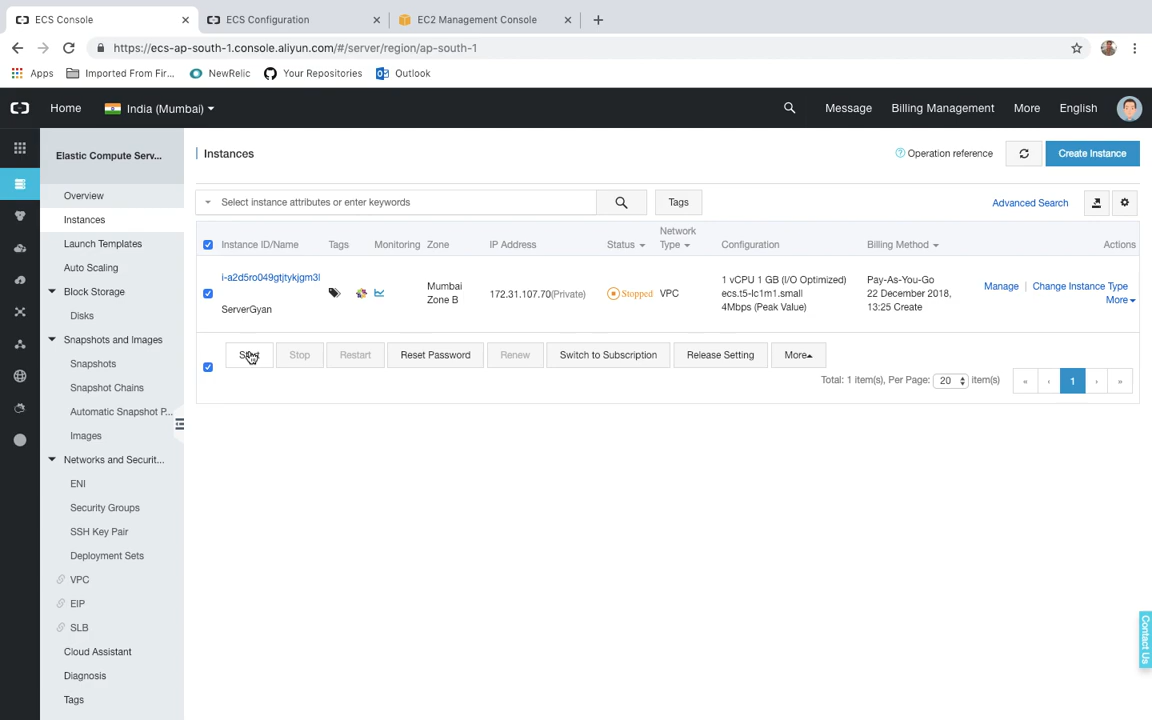 ECS Console
ECS Configuration
EC2 Management Console
https://ecs-ap-south-1.console.aliyun.com/#/server/region/ap-south-1
Apps
Imported From Fir...
NewRelic
Your Repositories
Outlook
Home
India (Mumbai)
Message
Billing Management
More
English
Elastic Compute Serv...
Overview
Instances
Launch Templates
Auto Scaling
Block Storage
Disks
Snapshots and Images
Snapshots
Snapshot Chains
Automatic Snapshot P...
Images
Networks and Securit...
ENI
Security Groups
SSH Key Pair
Deployment Sets
VPC
EIP
SLB
Cloud Assistant
Diagnosis
Tags
Instances
Operation reference
Create Instance
Select instance attributes or enter keywords
Tags
Advanced Search
Instance ID/Name
Tags
Monitoring
Zone
IP Address
Status
Network
Type
Configuration
Billing Method
Actions
i-a2d5ro049gtjtykjgm3l
ServerGyan
Mumbai
Zone B
172.31.107.70(Private)
Stopped
VPC
1 vCPU 1 GB (I/O Optimized)
ecs.t5-lc1m1.small
4Mbps (Peak Value)
Pay-As-You-Go
22 December 2018,
13:25 Create
Manage
Change Instance Type
More
Start
Stop
Restart
Reset Password
Renew
Switch to Subscription
Release Setting
More
Total: 1 item(s), Per Page: 20 item(s)
« ‹ 1 › »
Contact Us